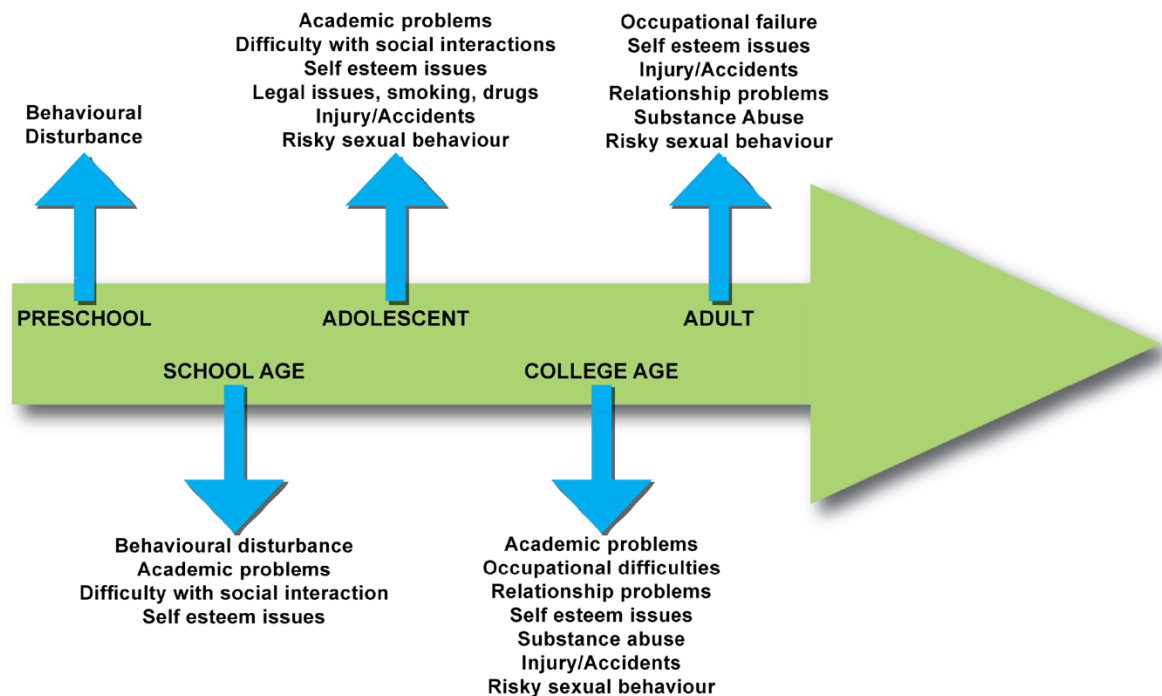 Academic problems
Difficulty with social interactions
Self esteem issues
Legal issues, smoking, drugs
Injury/Accidents
Risky sexual behaviour
Occupational failure
Self esteem issues
Injury/Accidents
Relationship problems
Substance Abuse
Risky sexual behaviour
Behavioural
Disturbance
PRESCHOOL
ADOLESCENT
ADULT
SCHOOL AGE
COLLEGE AGE
Behavioural disturbance
Academic problems
Difficulty with social interaction
Self esteem issues
Academic problems
Occupational difficulties
Relationship problems
Self esteem issues
Substance abuse
Injury/Accidents
Risky sexual behaviour